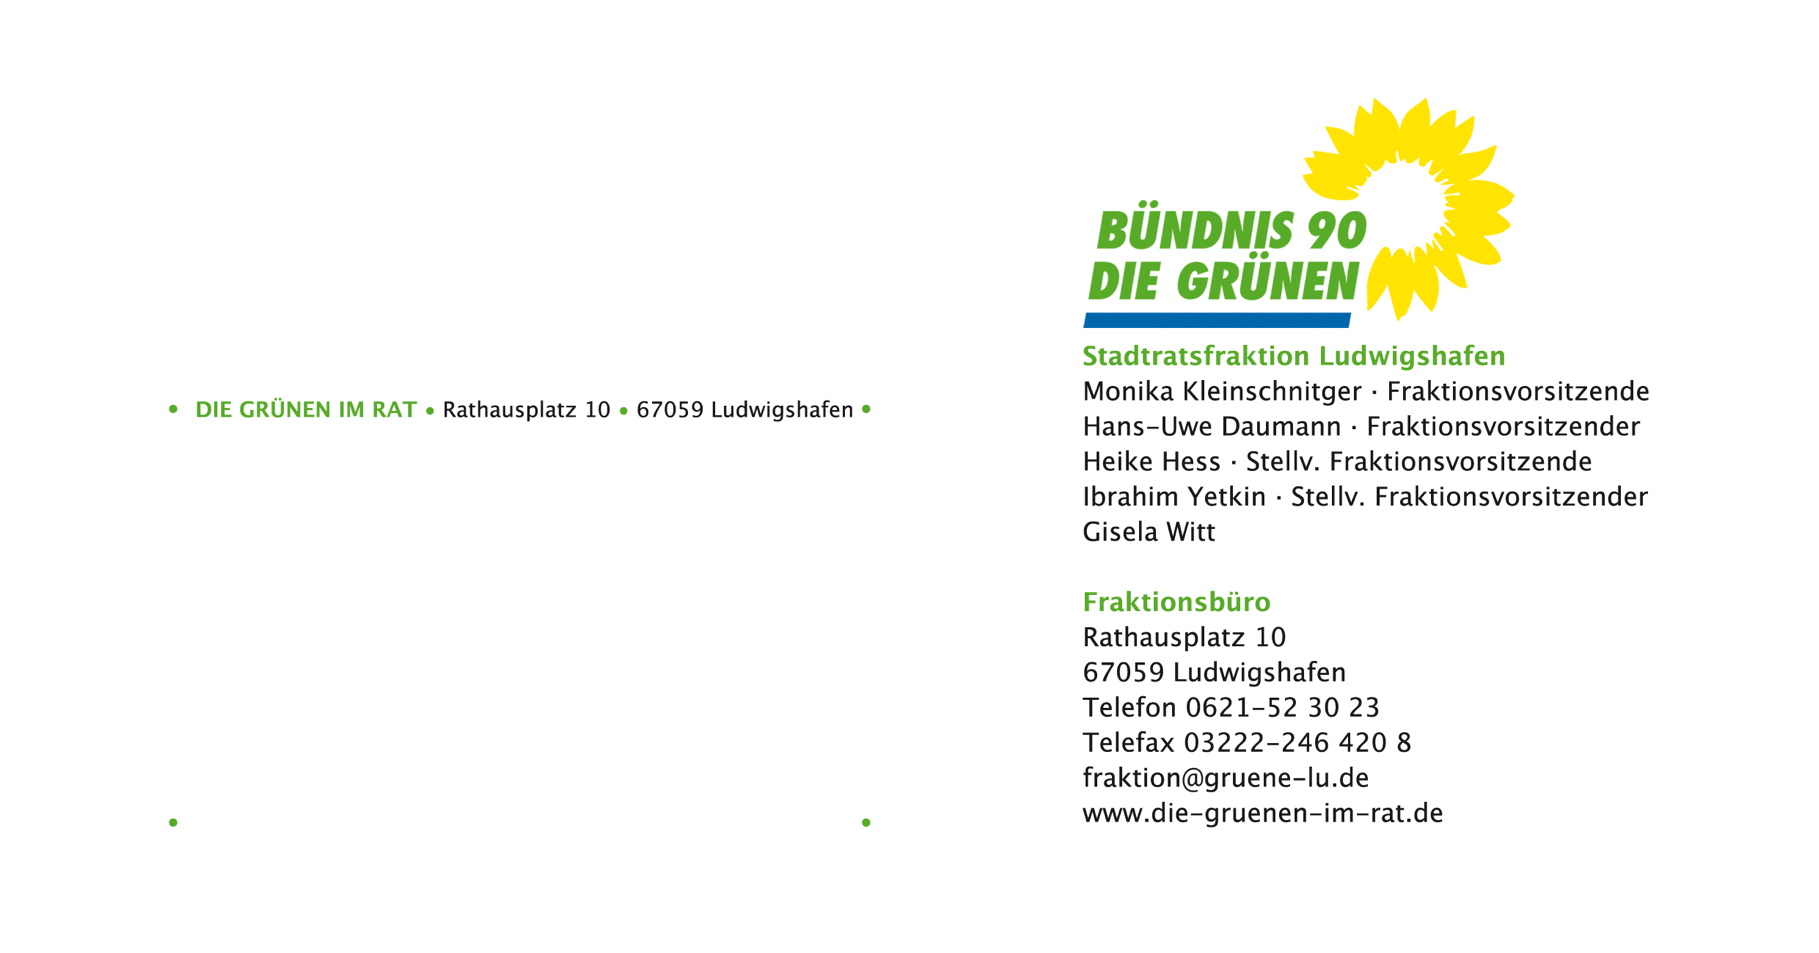 • DIE GRÜNEN IM RAT • Rathausplatz 10 • 67059 Ludwigshafen •
BÜNDNIS 90
DIE GRÜNEN
Stadtratsfraktion Ludwigshafen
Monika Kleinschnitger · Fraktionsvorsitzende
Hans-Uwe Daumann · Fraktionsvorsitzender
Heike Hess · Stellv. Fraktionsvorsitzende
Ibrahim Yetkin · Stellv. Fraktionsvorsitzender
Gisela Witt
Fraktionsbüro
Rathausplatz 10
67059 Ludwigshafen
Telefon 0621-52 30 23
Telefax 03222-246 420 8
fraktion@gruene-lu.de
www.die-gruenen-im-rat.de